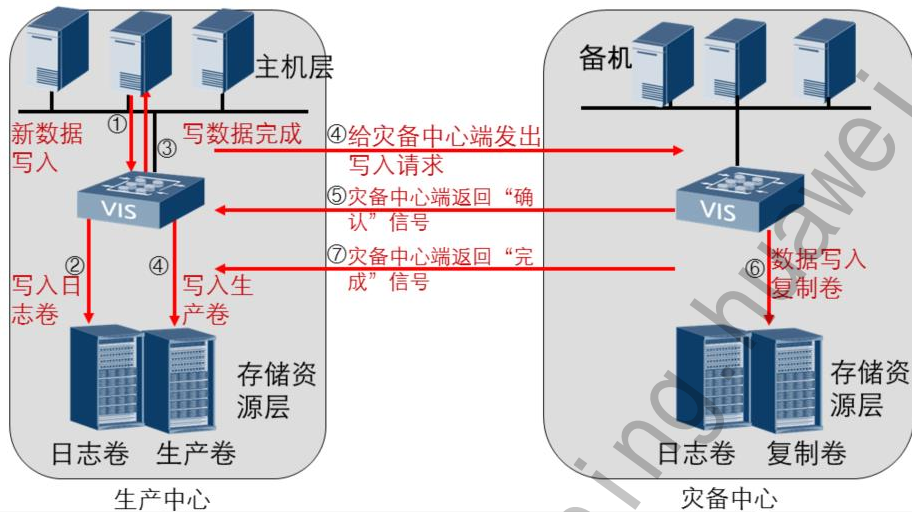 主机层
备机
①
新数据
写入
③
写数据完成
④给灾备中心端发出
写入请求
⑤灾备中心端返回“确
认”信号
⑦灾备中心端返回“完
成”信号
VIS
VIS
②
写入日
志卷
④
写入生
产卷
⑥
数据写入
复制卷
存储资
源层
存储资
源层
日志卷
生产卷
日志卷
复制卷
生产中心
灾备中心
ing.huawei